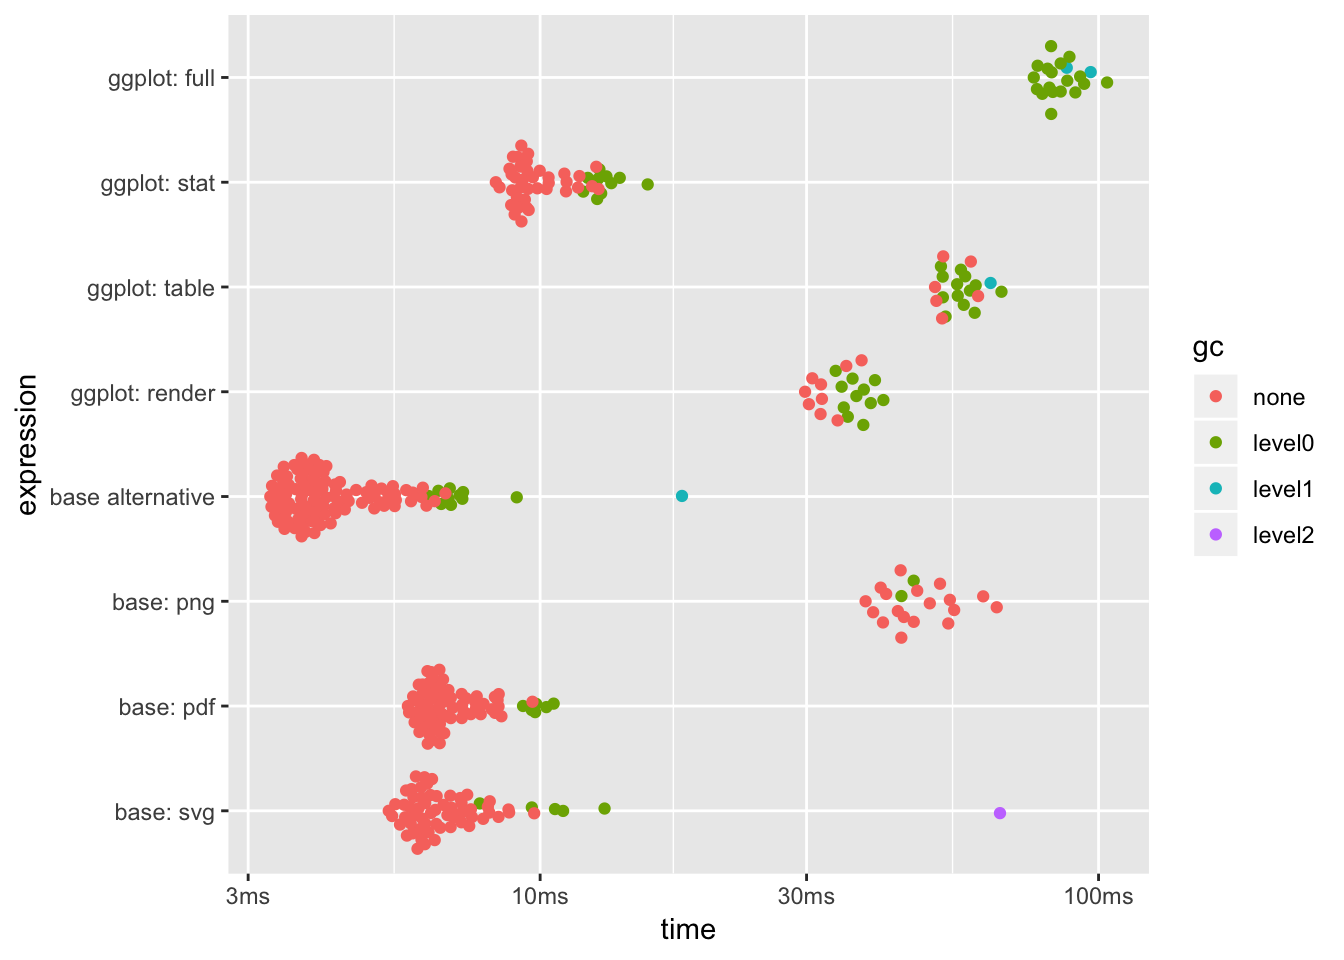 ggplot: full
ggplot: stat
ggplot: table
ggplot: render
base alternative
base: png
base: pdf
base: svg
expression
3ms
10ms
30ms
100ms
time
gc
none
level0
level1
level2